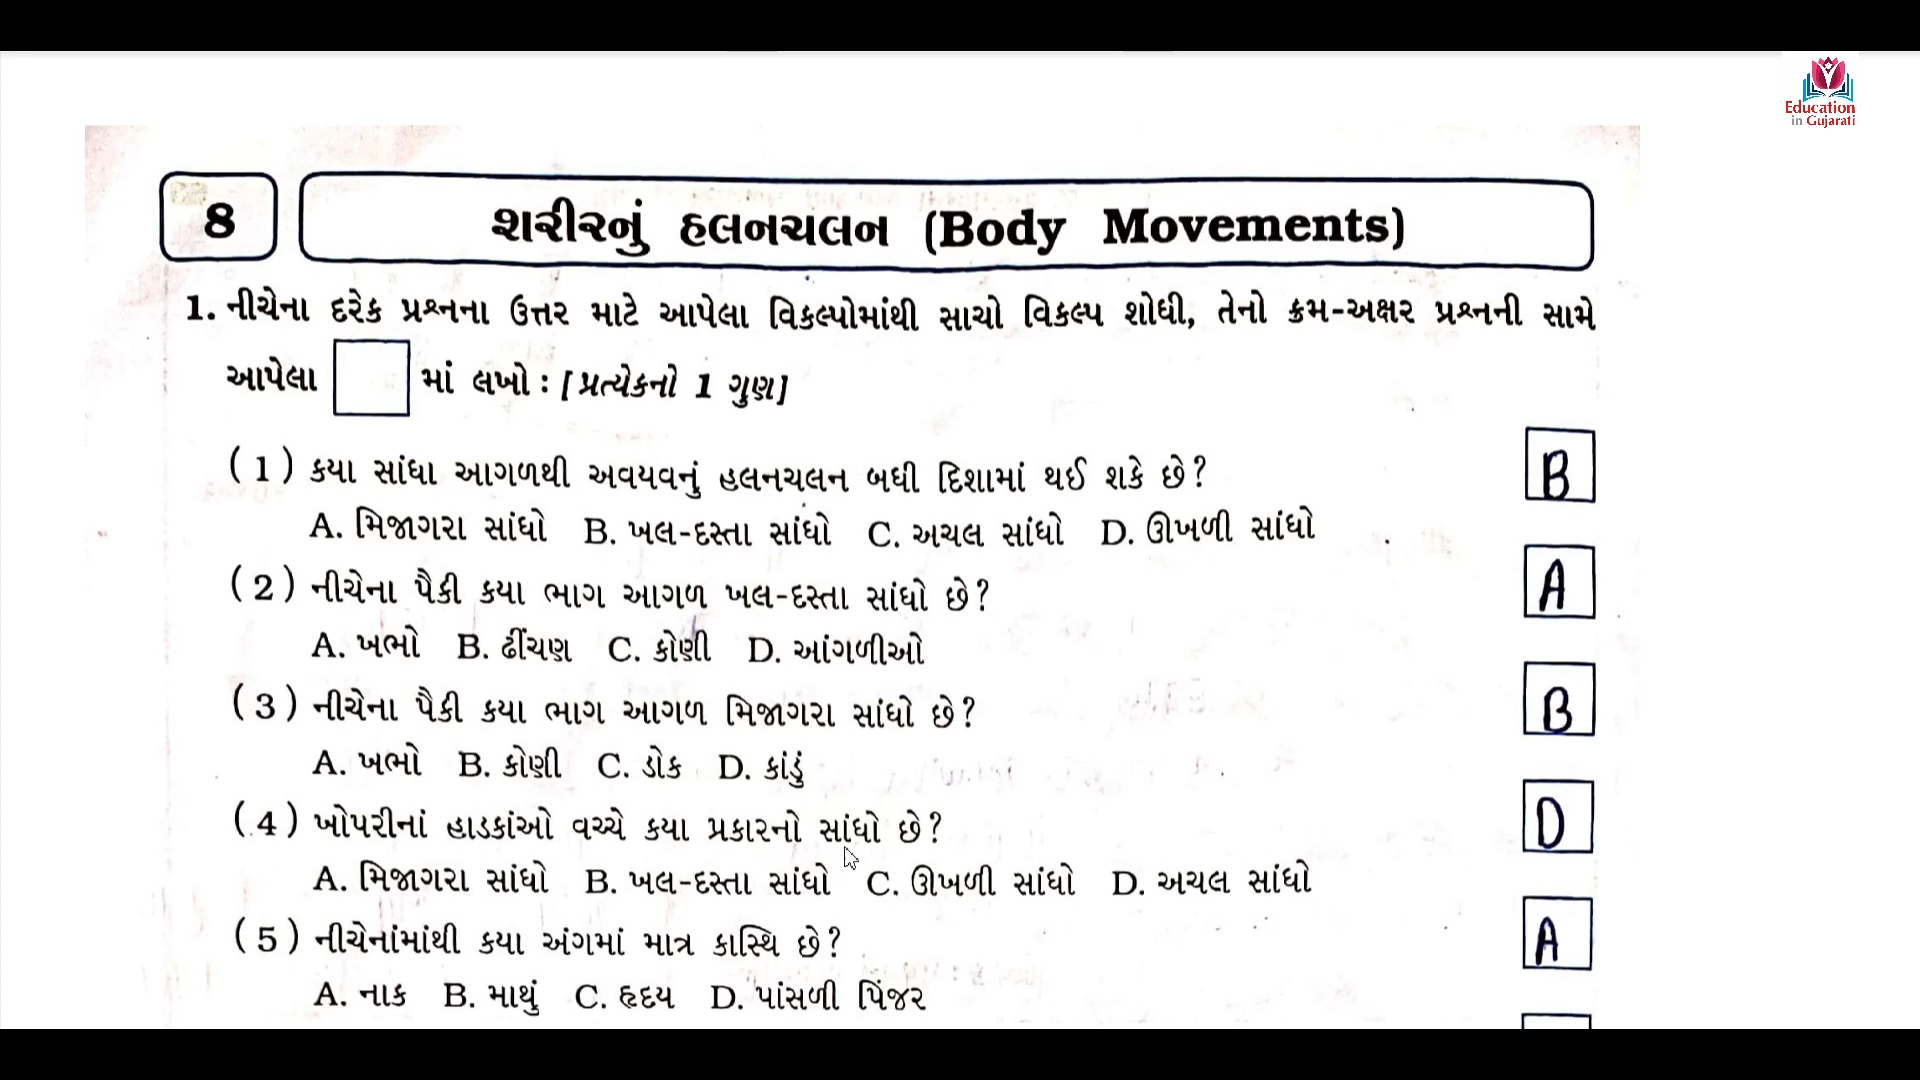 Education
in Gujarati
8
શરીરનું હલનચલન (Body Movements)
1. નીચેના દરેક પ્રશ્નના ઉત્તર માટે આપેલા વિકલ્પોમાંથી સાચો વિકલ્પ શોધી, તેનો ક્રમ-અક્ષર પ્રશ્નની સામે
આપેલા માં લખો : [પ્રત્યેકનો 1 ગુણ]
(1) કયા સાંધા આગળથી અવયવનું હલનચલન બધી દિશામાં થઈ શકે છે? B
A. મિજાગરા સાંધો B. ખલ-દસ્તા સાંધો C. અચલ સાંધો D. ઊખળી સાંધો
(2) નીચેના પૈકી કયા ભાગ આગળ ખલ-દસ્તા સાંધો છે? A
A. ખભો B. ઢીંચણ C. કોણી D. આંગળીઓ
(3) નીચેના પૈકી કયા ભાગ આગળ મિજાગરા સાંધો છે? B
A. ખભો B. કોણી C. ડોક D. કાંડું
(4) ખોપરીનાં હાડકાંઓ વચ્ચે કયા પ્રકારનો સાંધો છે? D
A. મિજાગરા સાંધો B. ખલ-દસ્તા સાંધો C. ઊખળી સાંધો D. અચલ સાંધો
(5) નીચેનાંમાંથી કયા અંગમાં માત્ર કાસ્થિ છે? A
A. નાક B. માથું C. હૃદય D. પાંસળી પિંજર